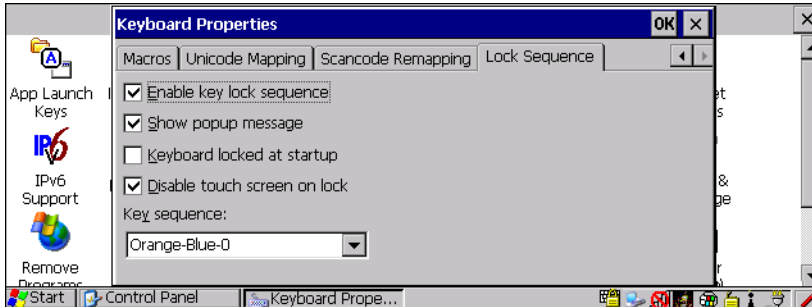 Keyboard Properties
OK
Macros
Unicode Mapping
Scancode Remapping
Lock Sequence
App Launch
Keys
Enable key lock sequence
Show popup message
IPv6
Keyboard locked at startup
IPv6
Support
Disable touch screen on lock
&
Key sequence:
Orange-Blue-0
Remove
Programs
Start
Control Panel
Keyboard Prope...